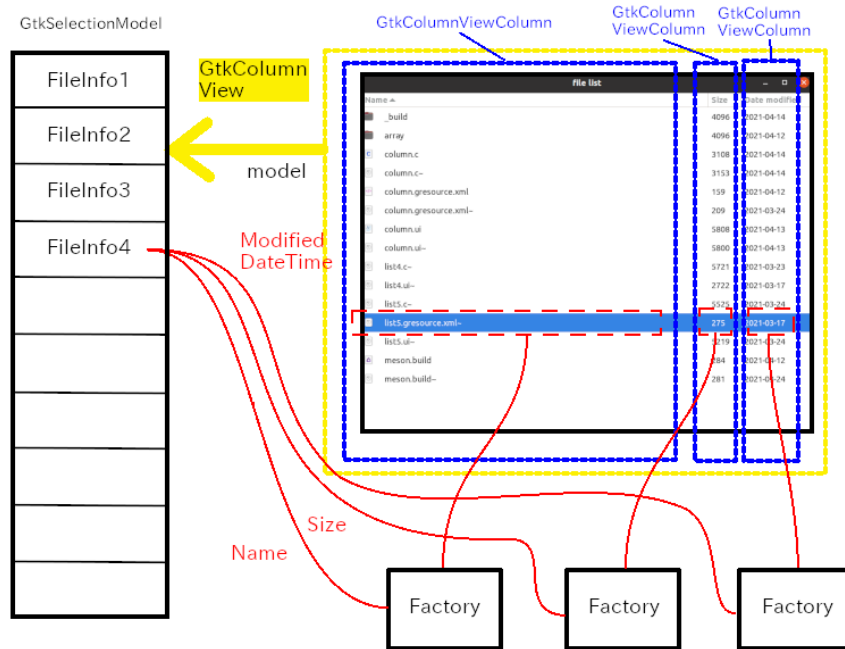 GtkSelectionModel
FileInfo1
FileInfo2
FileInfo3
FileInfo4
GtkColumn
View
model
GtkColumnViewColumn
GtkColumn
ViewColumn
GtkColumn
ViewColumn
file list
Name Size Date modified
_build 4096 2021-04-14
array 4096 2021-04-12
column.c 3108 2021-04-14
column.c~ 3153 2021-04-14
column.gresource.xml 159 2021-04-12
column.gresource.xml~ 209 2021-03-24
column.ui 5808 2021-04-13
column.ui~ 5800 2021-04-13
list4.c~ 5721 2021-03-23
list4.ui~ 2722 2021-03-17
list5.c~ 5525 2021-03-24
list5.gresource.xml~ 275 2021-03-17
list5.ui~ 5219 2021-03-24
meson.build 284 2021-04-12
meson.build~ 281
Modified
DateTime
Size
Name
Factory
Factory
Factory